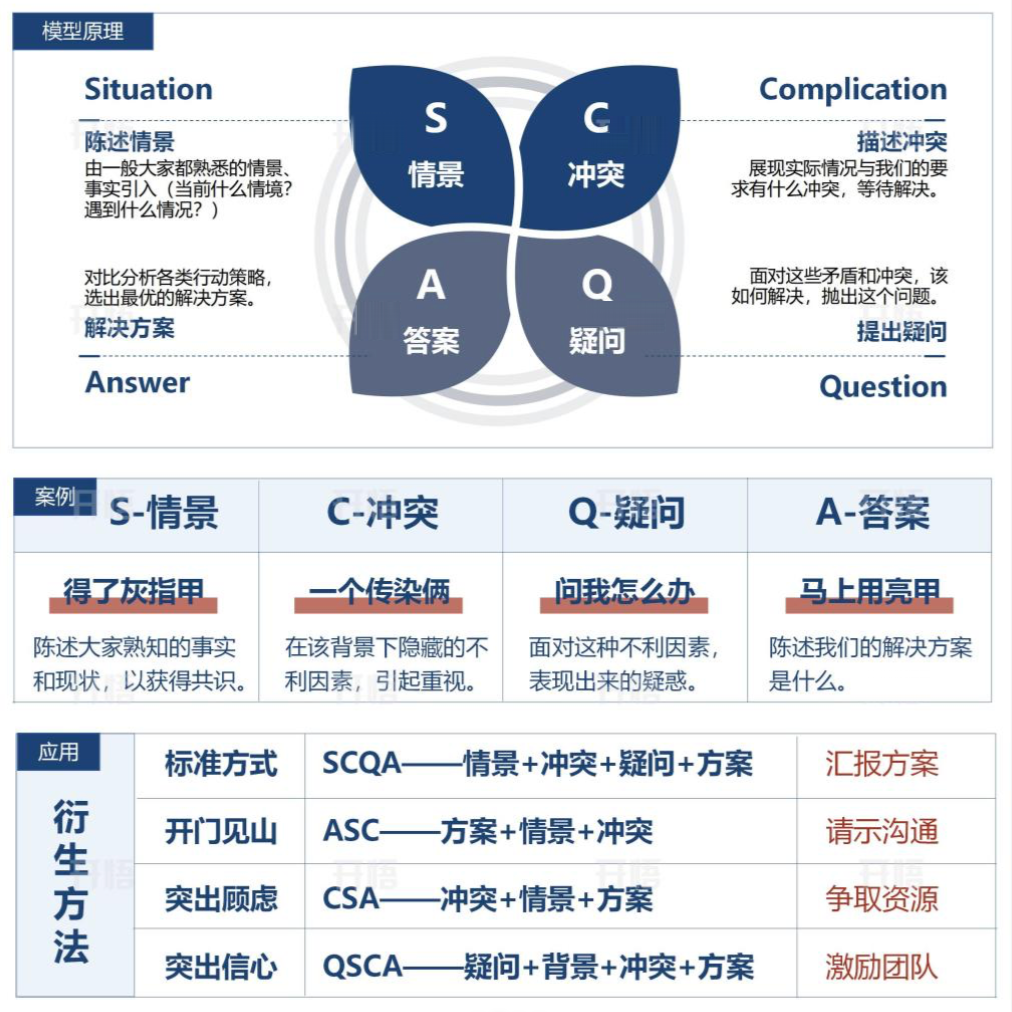 模型原理
Situation
陈述情景
由一般大家都熟悉的情景、
事实引入（当前什么情境？
遇到什么情况？）
Complication
描述冲突
展现实际情况与我们的要
求有什么冲突，等待解决。
S
情景
C
冲突
A
答案
Q
疑问
对比分析各类行动策略，
选出最优的解决方案。
解决方案
Answer
面对这些矛盾和冲突，该
如何解决，抛出这个问题。
提出疑问
Question
案例
S-情景
C-冲突
Q-疑问
A-答案
得了灰指甲
一个传染俩
问我怎么办
马上用亮甲
陈述大家熟知的事实
和现状，以获得共识。
在该背景下隐藏的不
利因素，引起重视。
面对这种不利因素，
表现出来的疑惑。
陈述我们的解决方案
是什么。
应用
衍生方法
标准方式 SCQA——情景+冲突+疑问+方案 汇报方案
开门见山 ASC——方案+情景+冲突 请示沟通
突出顾虑 CSA——冲突+情景+方案 争取资源
突出信心 QSCA——疑问+背景+冲突+方案 激励团队
开悟